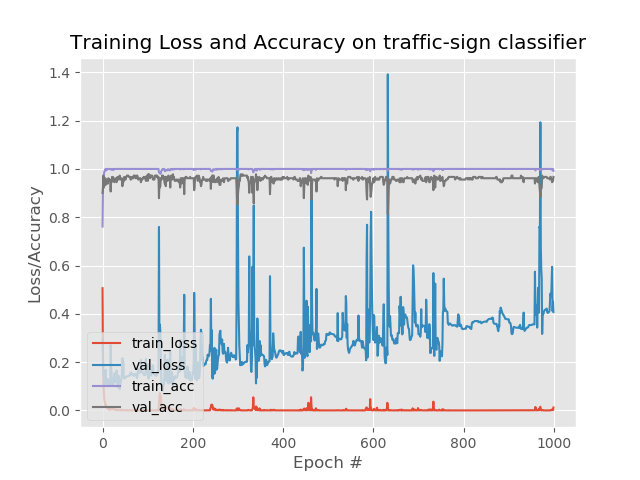 Training Loss and Accuracy on traffic-sign classifier
1.4
1.2
1.0
0.8
0.6
0.4
0.2
0.0
Loss/Accuracy
train_loss
val_loss
train_acc
val_acc
0 200 400 600 800 1000
Epoch #